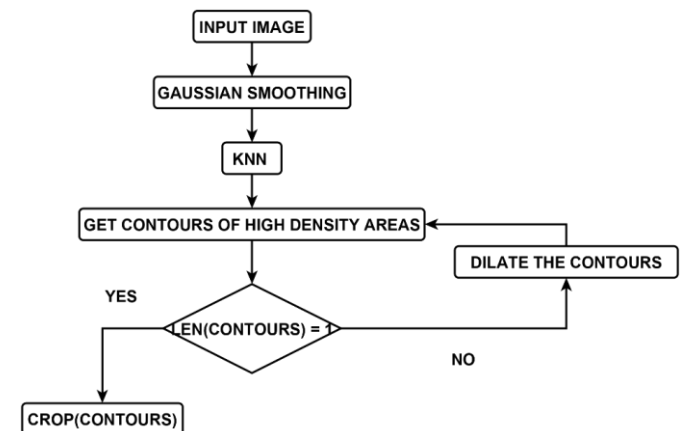 INPUT IMAGE
GAUSSIAN SMOOTHING
KNN
GET CONTOURS OF HIGH DENSITY AREAS
DILATE THE CONTOURS
YES
LEN(CONTOURS) = 1
NO
CROP(CONTOURS)